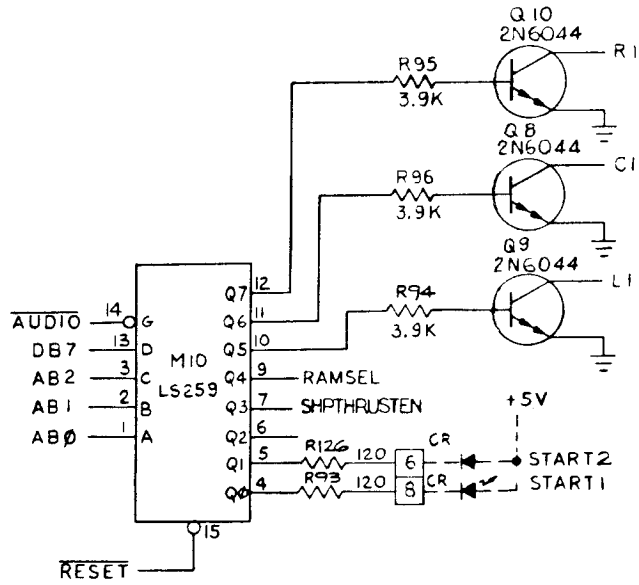 Q10
2N6044
R1
R95
3.9K
Q8
2N6044
C1
R96
3.9K
Q9
2N6044
L1
R94
3.9K
M10
LS259
AUDIO 14 G
DB7 13 D
AB2 3 C
AB1 2 B
ABØ 1 A
Q7 12
Q6 11
Q5 10
Q4 9 RAMSEL
Q3 7 SHPTHRUSTEN
Q2 6
Q1 5 R126 120 6 CR START2
QØ 4 R93 120 8 CR START1
+5V
15
RESET